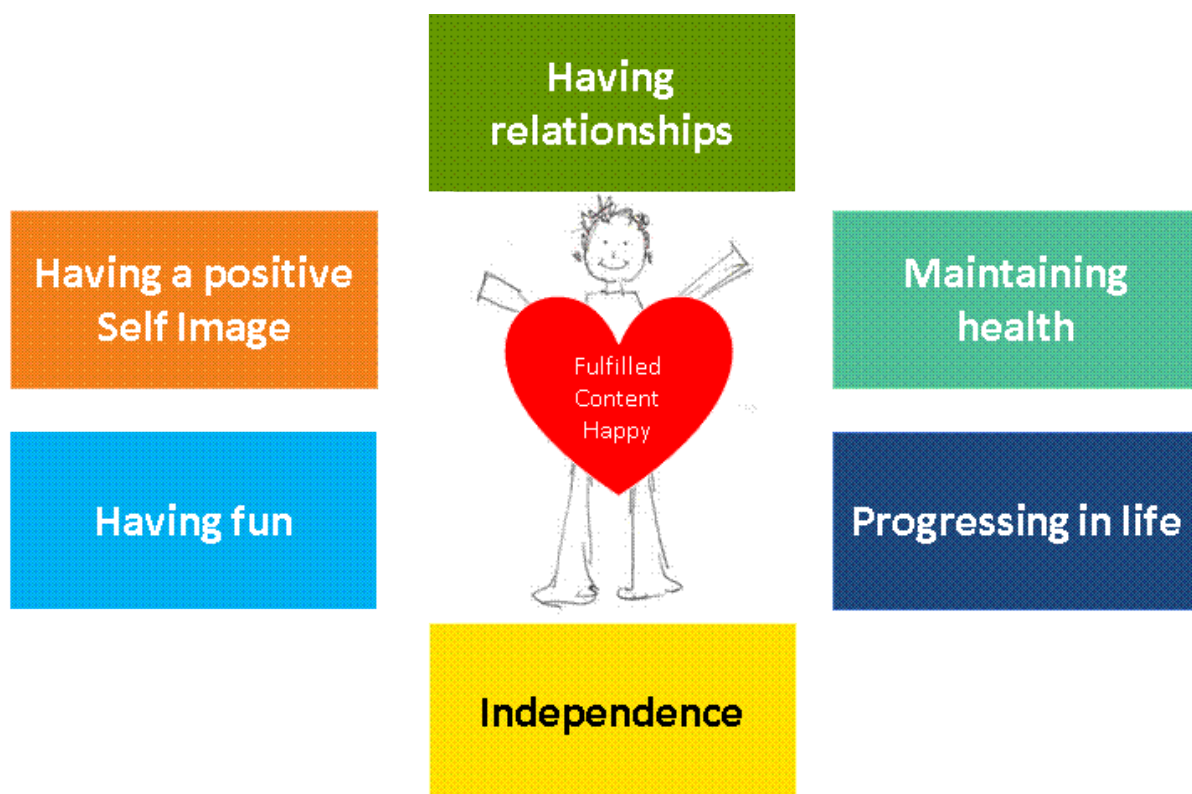 Having
relationships
Having a positive
Self Image
Maintaining
health
Fulfilled
Content
Happy
Having fun
Progressing in life
Independence